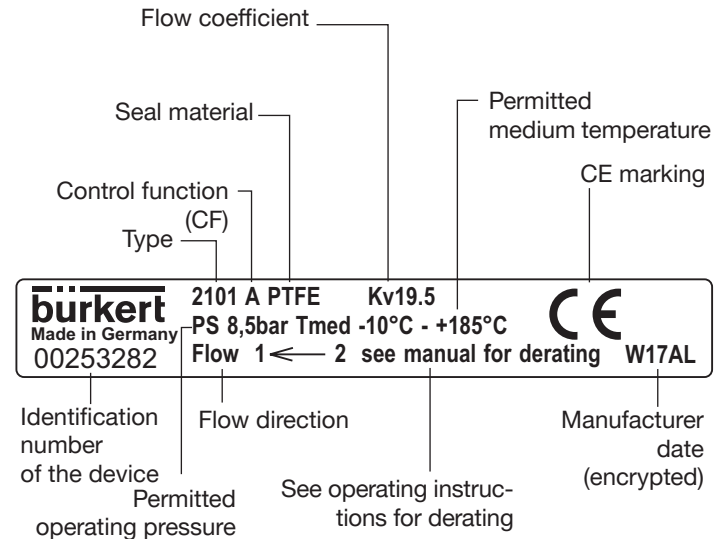 Flow coefficient
Seal material
Permitted
medium temperature
Control function
(CF)
CE marking
Type
bürkert
Made in Germany
00253282
2101 A PTFE Kv19.5
PS 8,5bar Tmed -10°C - +185°C
Flow 1 ← 2 see manual for derating
CE
W17AL
Identification
number
of the device
Flow direction
Permitted
operating pressure
See operating instruc-
tions for derating
Manufacturer
date
(encrypted)